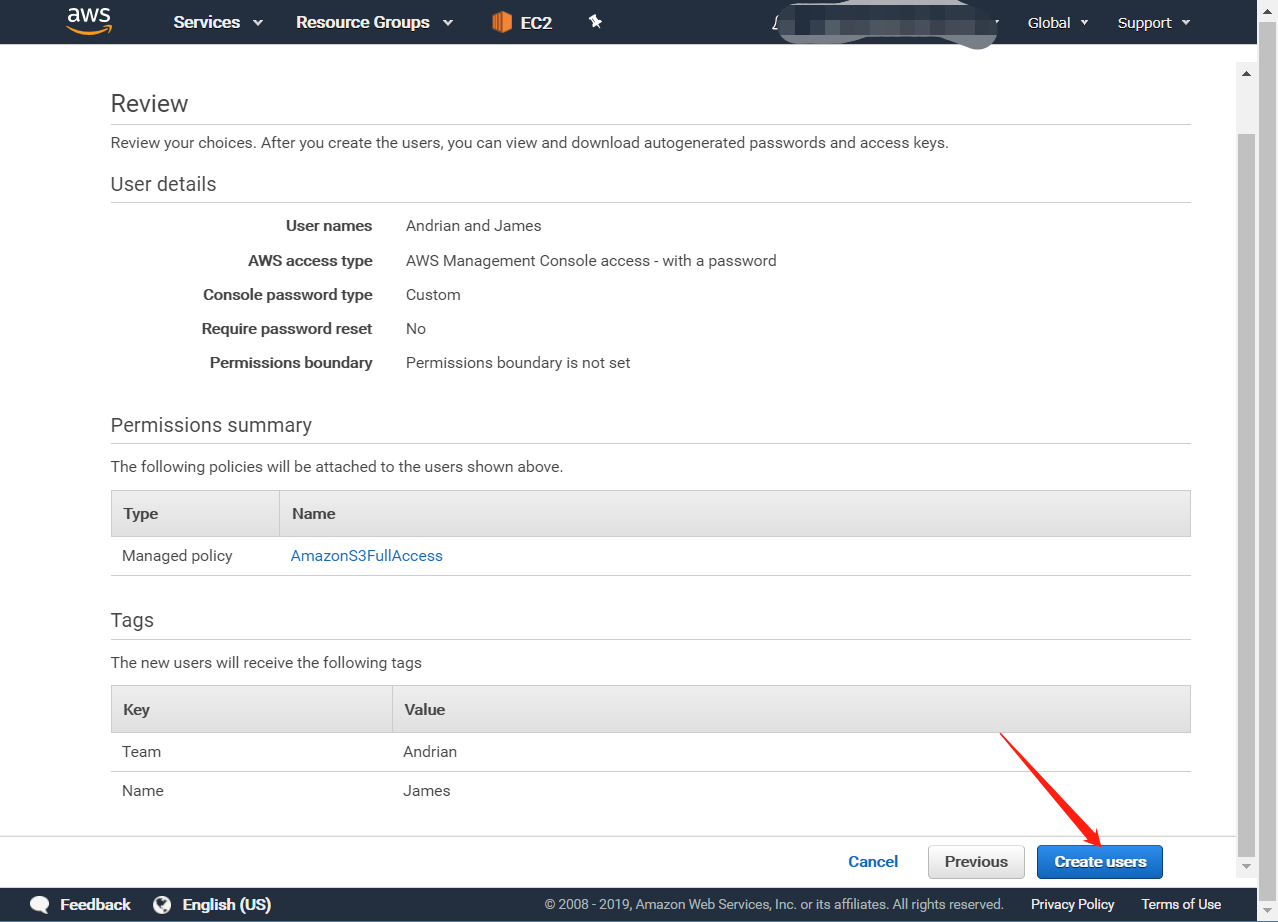 aws Services Resource Groups EC2 Global Support
Review
Review your choices. After you create the users, you can view and download autogenerated passwords and access keys.
User details
User names Andrian and James
AWS access type AWS Management Console access - with a password
Console password type Custom
Require password reset No
Permissions boundary Permissions boundary is not set
Permissions summary
The following policies will be attached to the users shown above.
Type Name
Managed policy AmazonS3FullAccess
Tags
The new users will receive the following tags
Key Value
Team Andrian
Name James
Cancel Previous Create users
Feedback English (US) © 2008 - 2019, Amazon Web Services, Inc. or its affiliates. All rights reserved. Privacy Policy Terms of Use